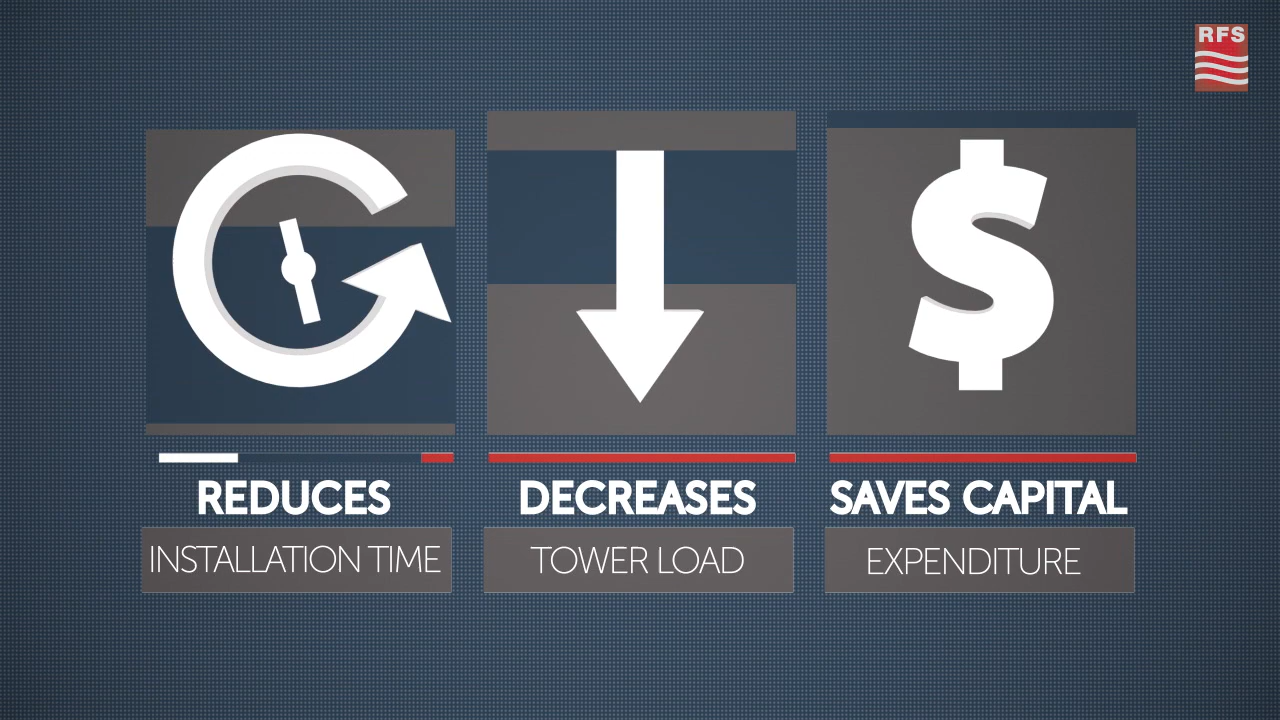 RFS
REDUCES
INSTALLATION TIME
DECREASES
TOWER LOAD
$
SAVES CAPITAL
EXPENDITURE